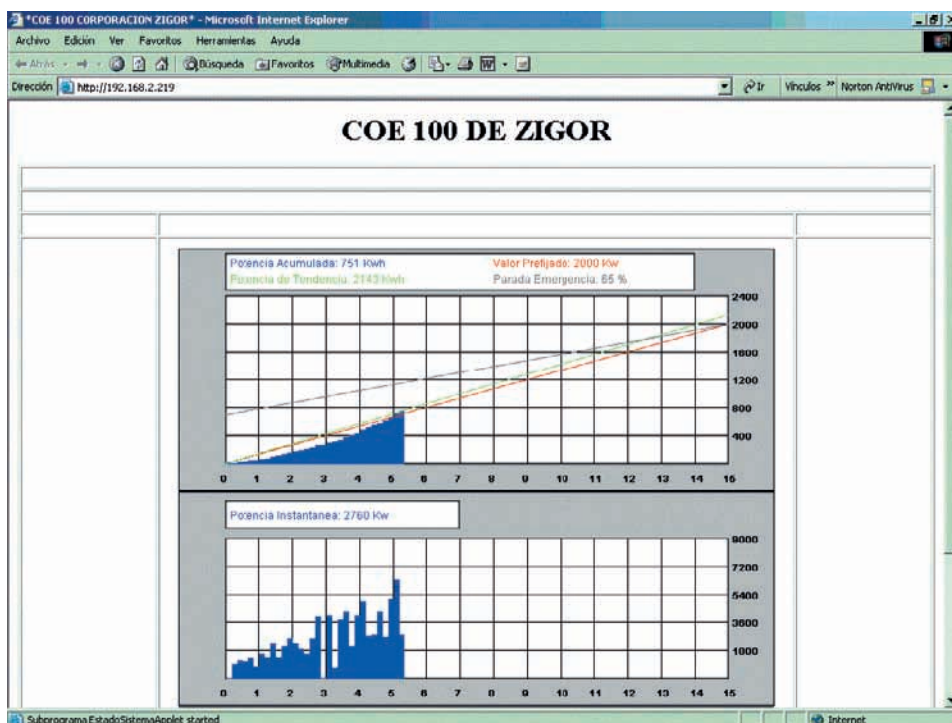 *COE 100 CORPORACION ZIGOR* - Microsoft Internet Explorer
Archivo Edición Ver Favoritos Herramientas Ayuda
Atrás Búsqueda Favoritos Multimedia
Dirección http://192.168.2.219 Ir Vínculos » Norton AntiVirus
COE 100 DE ZIGOR
Potencia Acumulada: 751 Kwh Valor Prefijado: 2000 Kw
Potencia de Tendencia: 2143 Kwh Parada Emergencia: 65 %
2400
2000
1600
1200
800
400
0 1 2 3 4 5 6 7 8 9 10 11 12 13 14 15
Potencia Instantanea: 2760 Kw
9000
7200
5400
3600
1000
0 1 2 3 4 5 6 7 8 9 10 11 12 13 14 15
Subprograma EstadoSistemaApplet started Internet